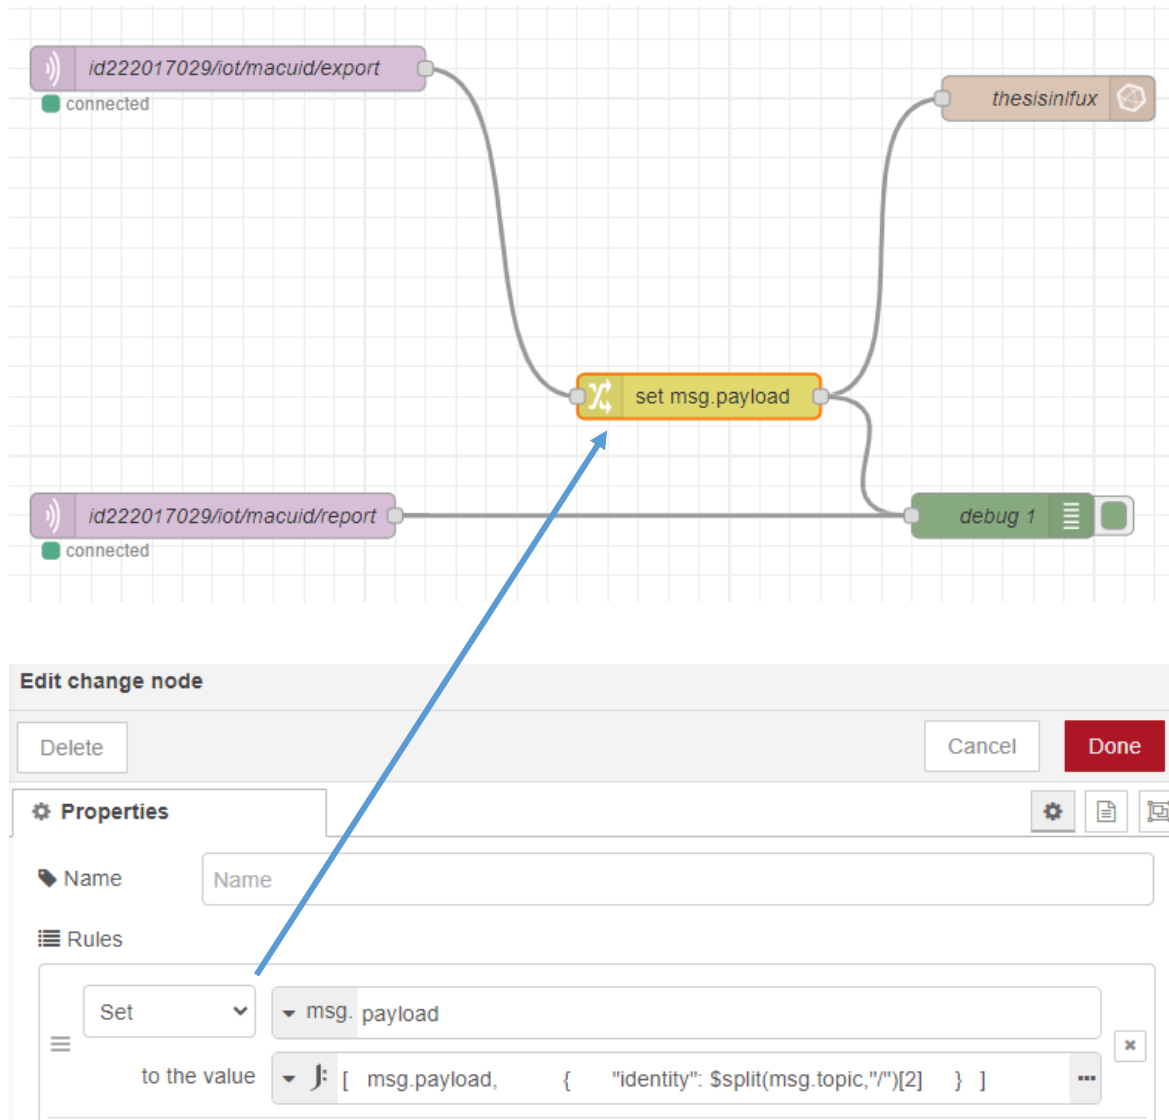 id222017029/iot/macuid/export
connected
thesisinlfux
set msg.payload
id222017029/iot/macuid/report
connected
debug 1
Edit change node
Delete
Cancel
Done
Properties
Name
Name
Rules
Set
msg. payload
to the value
J: [ msg.payload, { "identity": $split(msg.topic,"/")[2] } ]